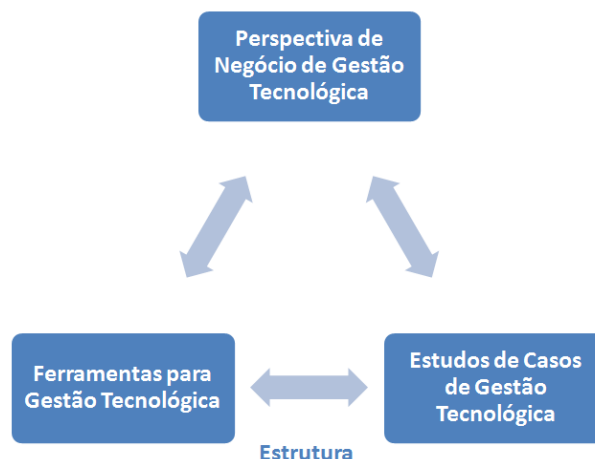 Perspectiva de
Negócio de Gestão
Tecnológica
Ferramentas para
Gestão Tecnológica
Estudos de Casos
de Gestão
Tecnológica
Estrutura